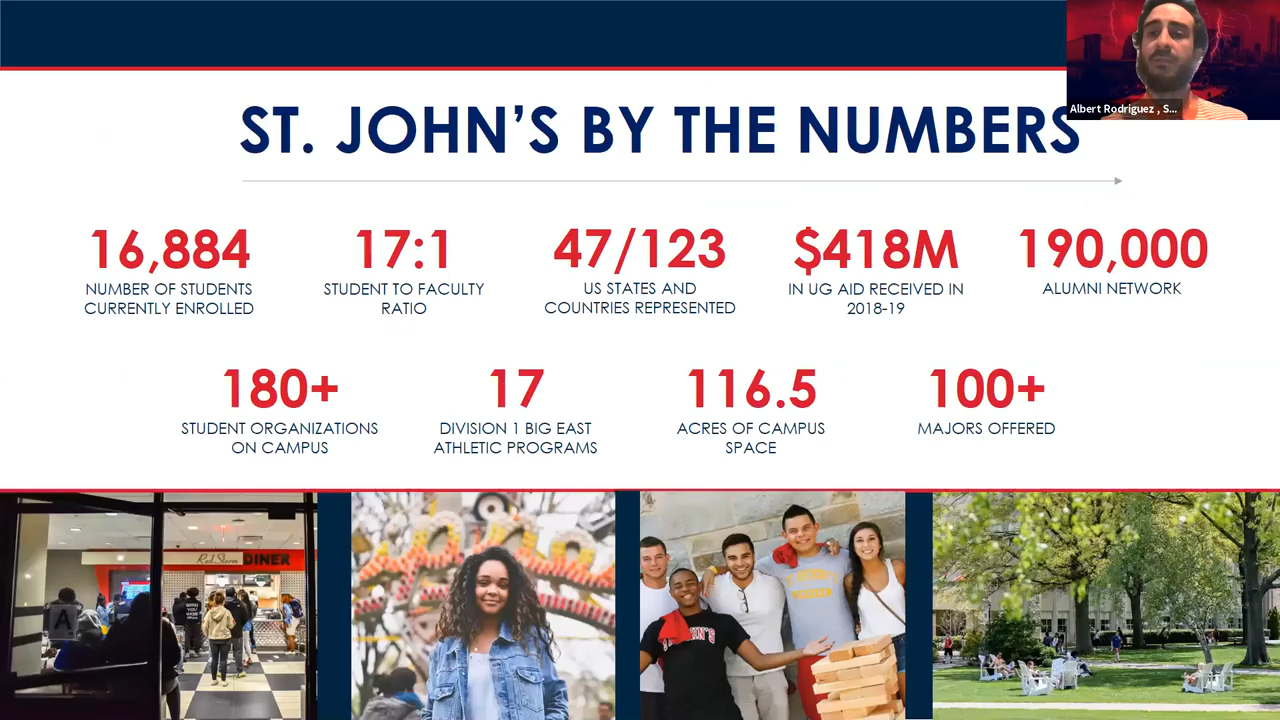 Albert Rodriguez , S...
ST. JOHN'S BY THE NUMBERS
16,884
NUMBER OF STUDENTS
CURRENTLY ENROLLED
17:1
STUDENT TO FACULTY
RATIO
47/123
US STATES AND
COUNTRIES REPRESENTED
$418M
IN UG AID RECEIVED IN
2018-19
190,000
ALUMNI NETWORK
180+
STUDENT ORGANIZATIONS
ON CAMPUS
17
DIVISION 1 BIG EAST
ATHLETIC PROGRAMS
116.5
ACRES OF CAMPUS
SPACE
100+
MAJORS OFFERED
Red Storm DINER
A